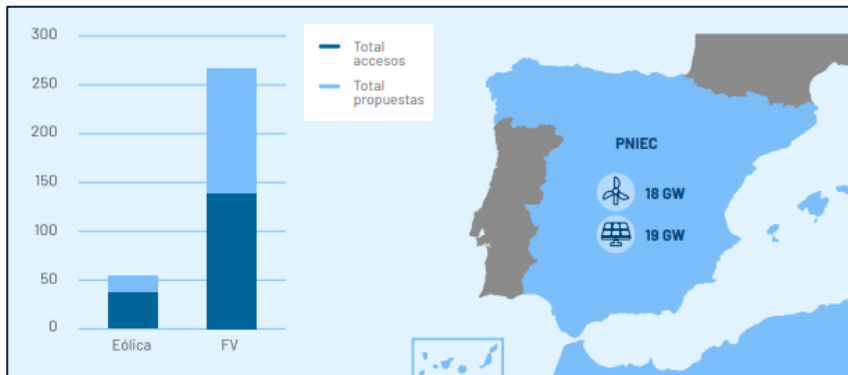 300
250
200
150
100
50
0
Eólica
FV
Total
accesos
Total
propuestas
PNIEC
18 GW
19 GW